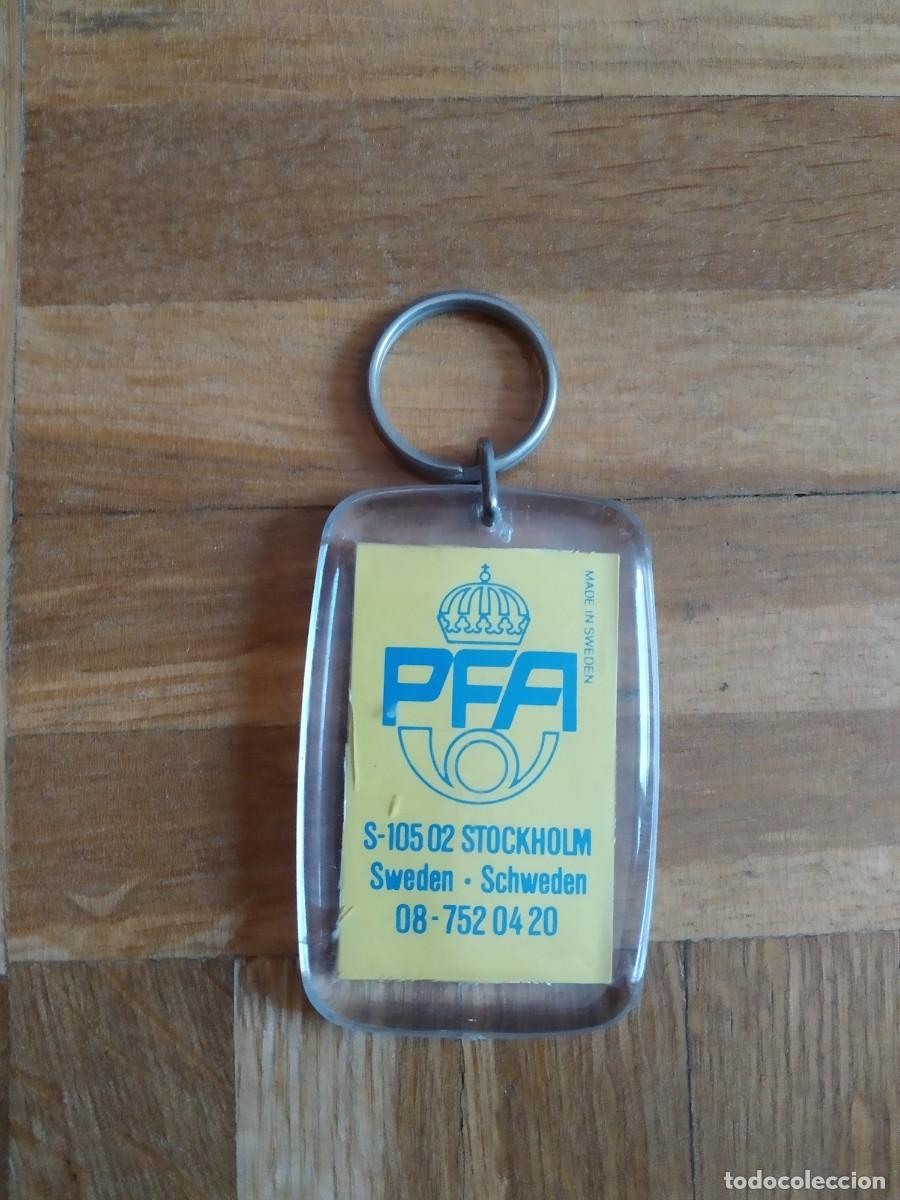 MADE IN SWEDEN
PFA
S-105 02 STOCKHOLM
Sweden • Schweden
08-752 04 20
todocoleccion